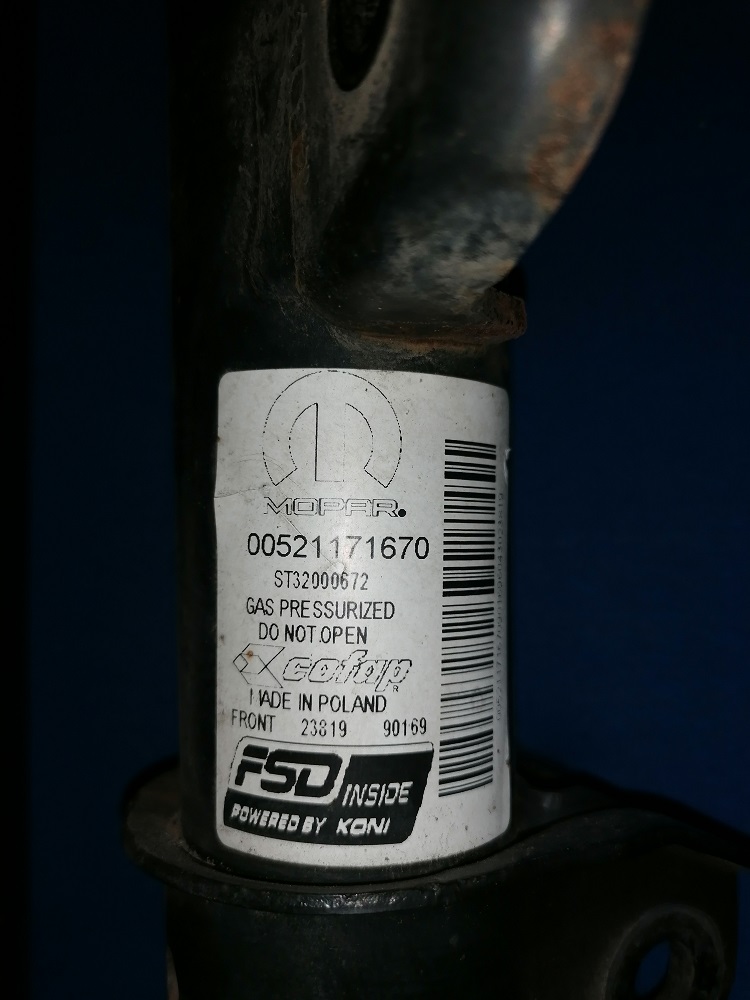 MOPAR.
00521171670
ST32000672
GAS PRESSURIZED
DO NOT OPEN
cofap R
MADE IN POLAND
FRONT 23819 90169
FSD INSIDE
POWERED BY KONI